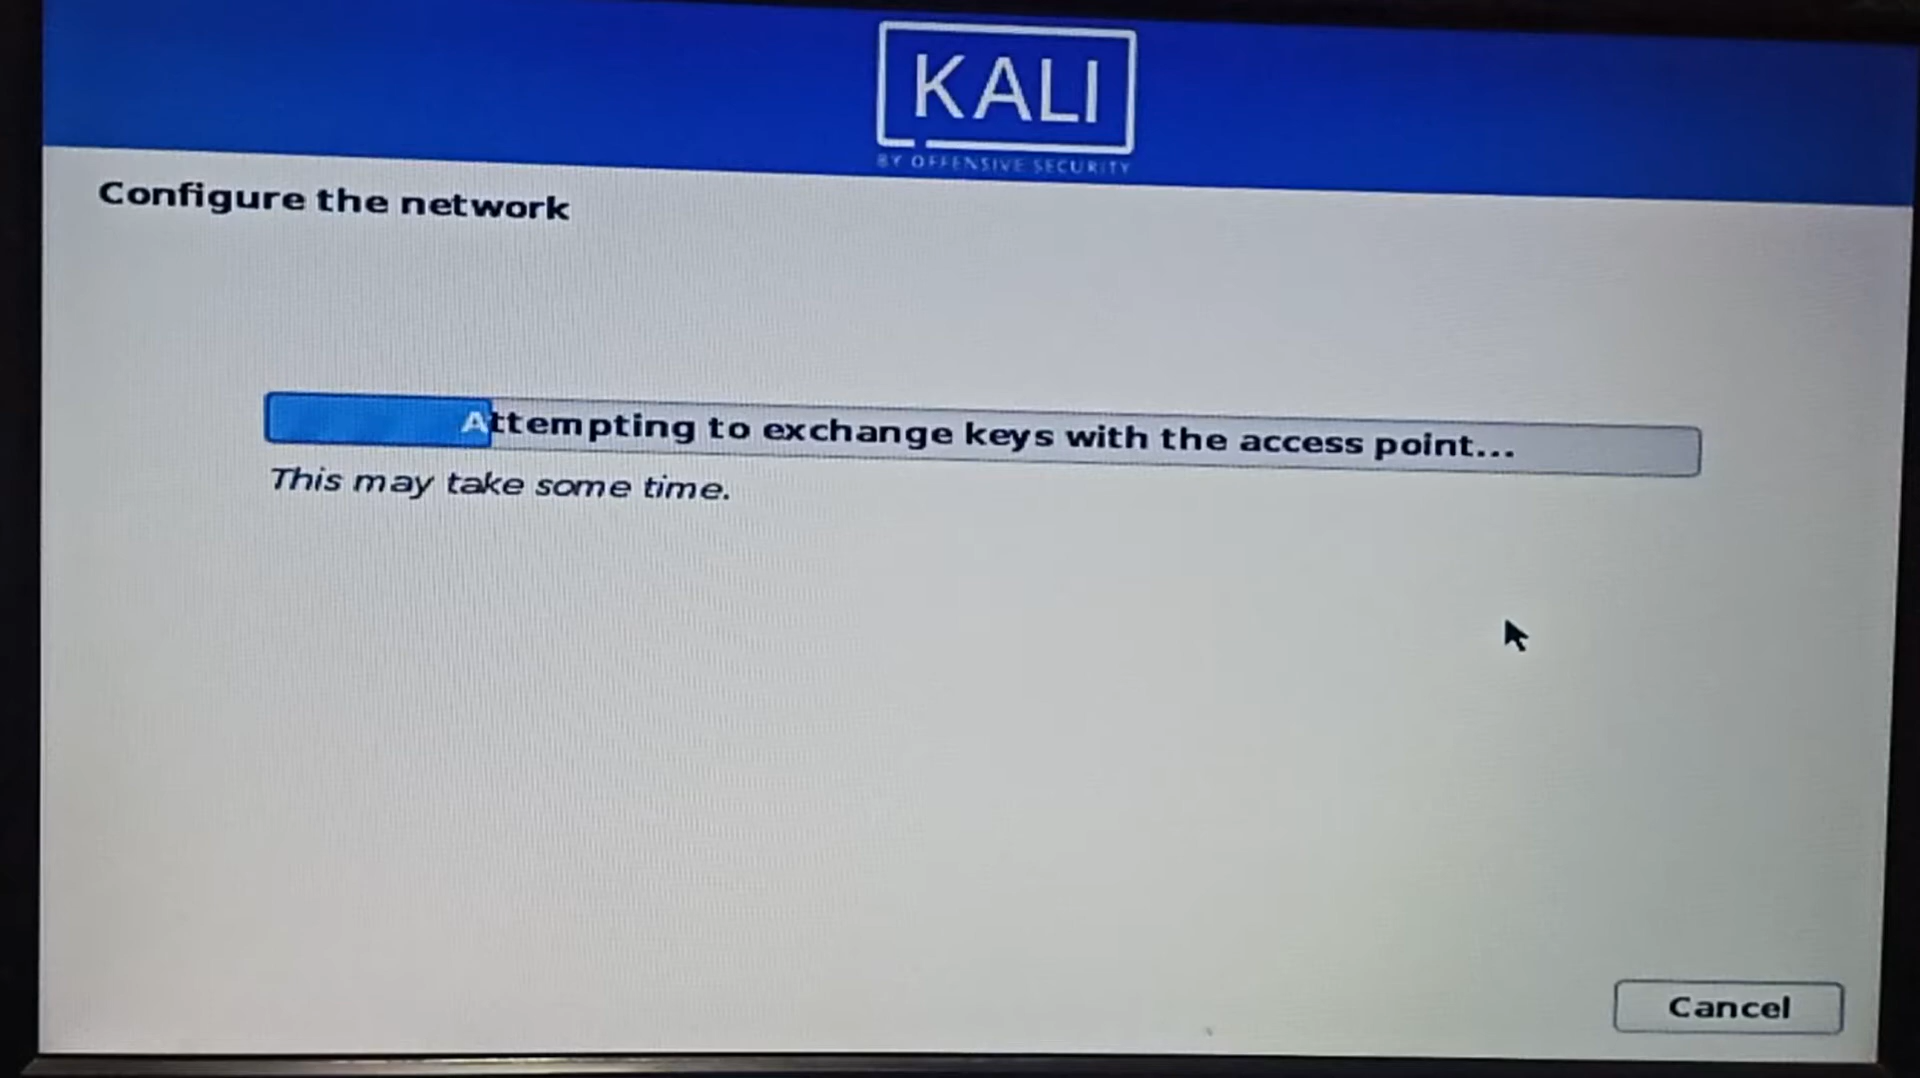 KALI
BY OFFENSIVE SECURITY
Configure the network
Attempting to exchange keys with the access point...
This may take some time.
Cancel